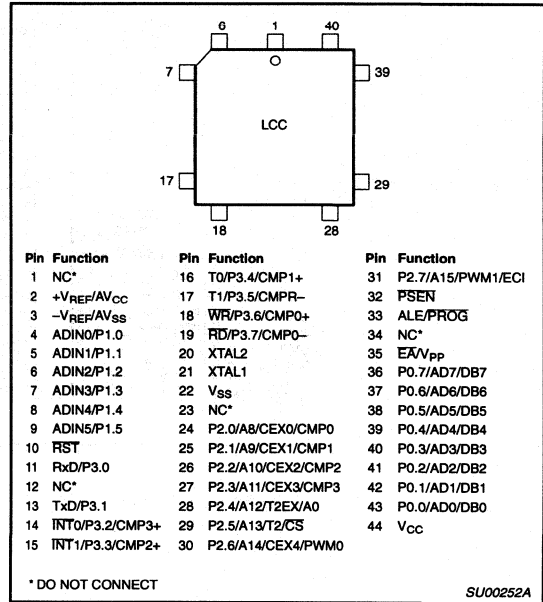 6 1 40
7 39
LCC
17 29
18 28
Pin Function
1 NC*
2 +VREF/AVCC
3 –VREF/AVSS
4 ADIN0/P1.0
5 ADIN1/P1.1
6 ADIN2/P1.2
7 ADIN3/P1.3
8 ADIN4/P1.4
9 ADIN5/P1.5
10 R̅S̅T̅
11 RxD/P3.0
12 NC*
13 TxD/P3.1
14 I̅N̅T̅0/P3.2/CMP3+
15 I̅N̅T̅1/P3.3/CMP2+
Pin Function
16 T0/P3.4/CMP1+
17 T1/P3.5/CMPR–
18 W̅R̅/P3.6/CMP0+
19 R̅D̅/P3.7/CMP0–
20 XTAL2
21 XTAL1
22 VSS
23 NC*
24 P2.0/A8/CEX0/CMP0
25 P2.1/A9/CEX1/CMP1
26 P2.2/A10/CEX2/CMP2
27 P2.3/A11/CEX3/CMP3
28 P2.4/A12/T2EX/A0
29 P2.5/A13/T2/C̅S̅
30 P2.6/A14/CEX4/PWM0
Pin Function
31 P2.7/A15/PWM1/ECI
32 P̅S̅E̅N̅
33 ALE/P̅R̅O̅G̅
34 NC*
35 E̅A̅/VPP
36 P0.7/AD7/DB7
37 P0.6/AD6/DB6
38 P0.5/AD5/DB5
39 P0.4/AD4/DB4
40 P0.3/AD3/DB3
41 P0.2/AD2/DB2
42 P0.1/AD1/DB1
43 P0.0/AD0/DB0
44 VCC
* DO NOT CONNECT
SU00252A